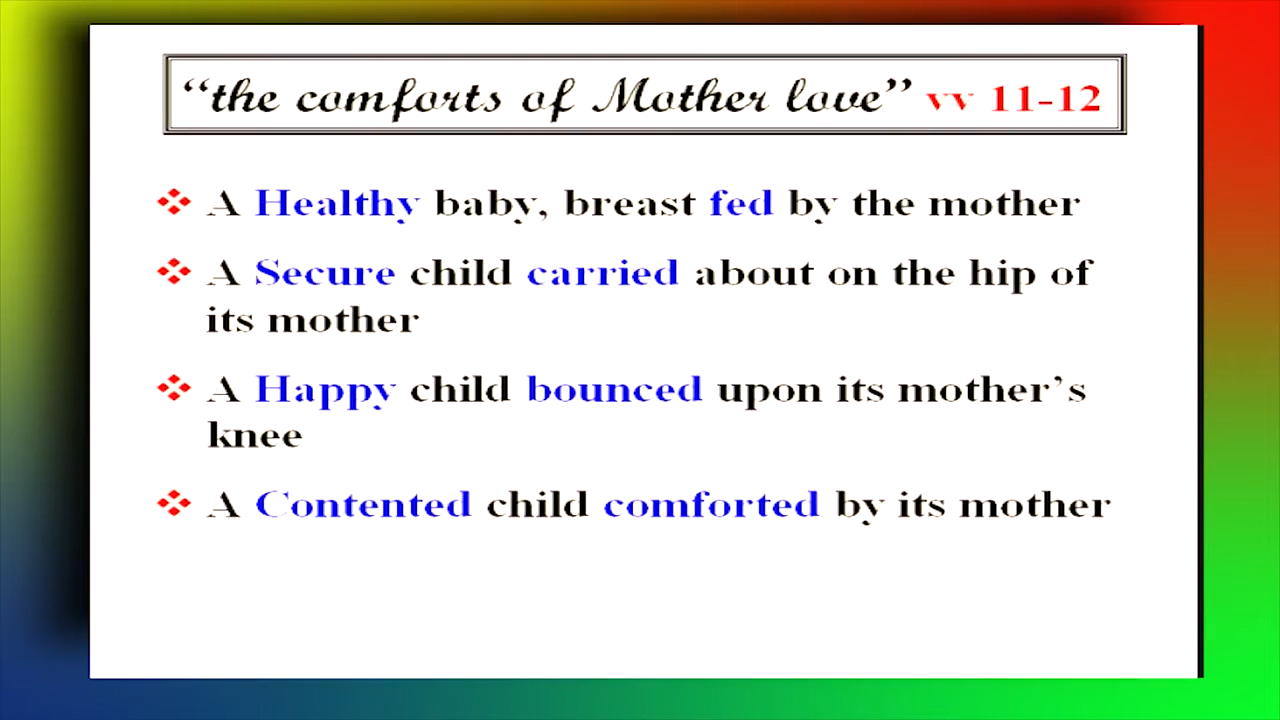 “the comforts of Mother love” vv 11-12
❖ A Healthy baby, breast fed by the mother
❖ A Secure child carried about on the hip of
its mother
❖ A Happy child bounced upon its mother’s
knee
❖ A Contented child comforted by its mother